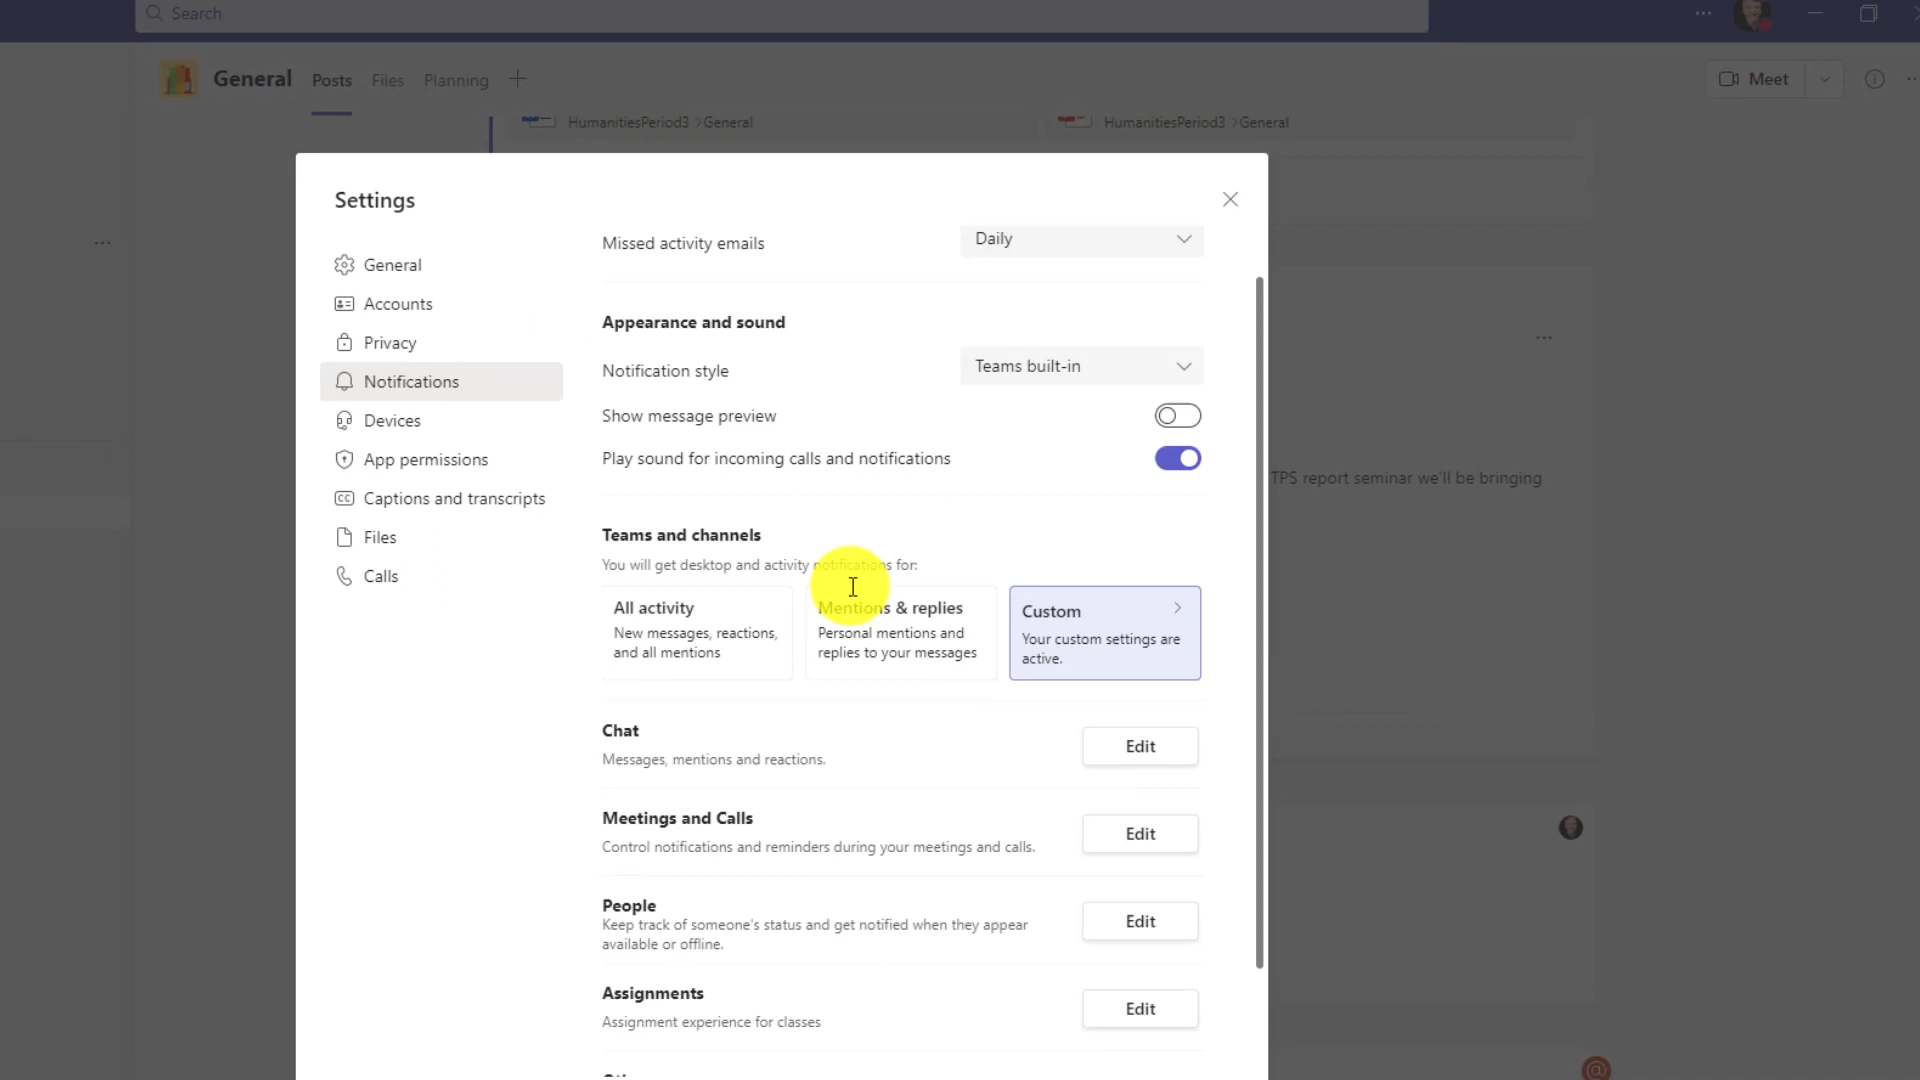 Search
General Posts Files Planning
Meet
HumanitiesPeriod3 >General
HumanitiesPeriod3 >General
Settings
General
Accounts
Privacy
Notifications
Devices
App permissions
CC Captions and transcripts
Files
Calls
Missed activity emails
Daily
Appearance and sound
Notification style
Teams built-in
Show message preview
Play sound for incoming calls and notifications
Teams and channels
You will get desktop and activity notifications for:
All activity
New messages, reactions,
and all mentions
Mentions & replies
Personal mentions and
replies to your messages
Custom
Your custom settings are
active.
Chat
Messages, mentions and reactions.
Edit
Meetings and Calls
Control notifications and reminders during your meetings and calls.
Edit
People
Keep track of someone's status and get notified when they appear
available or offline.
Edit
Assignments
Assignment experience for classes
Edit
TPS report seminar we'll be bringing
@